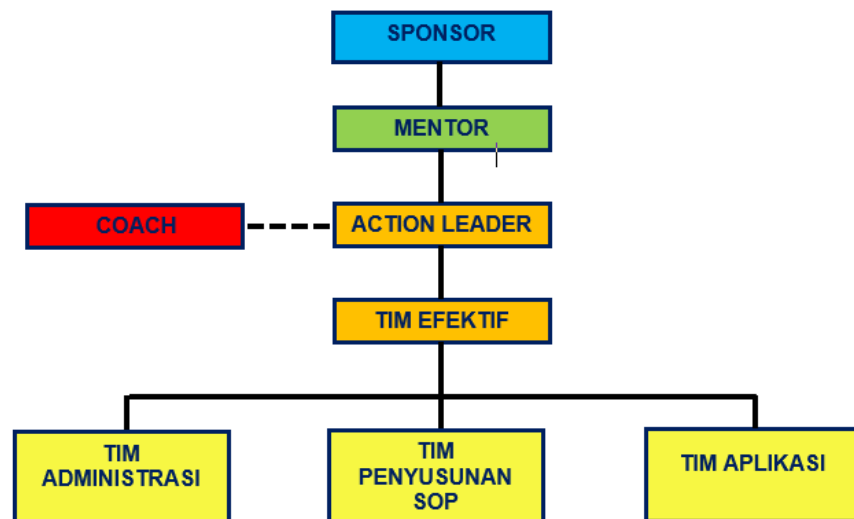 SPONSOR
MENTOR
COACH
ACTION LEADER
TIM EFEKTIF
TIM
ADMINISTRASI
TIM
PENYUSUNAN
SOP
TIM APLIKASI